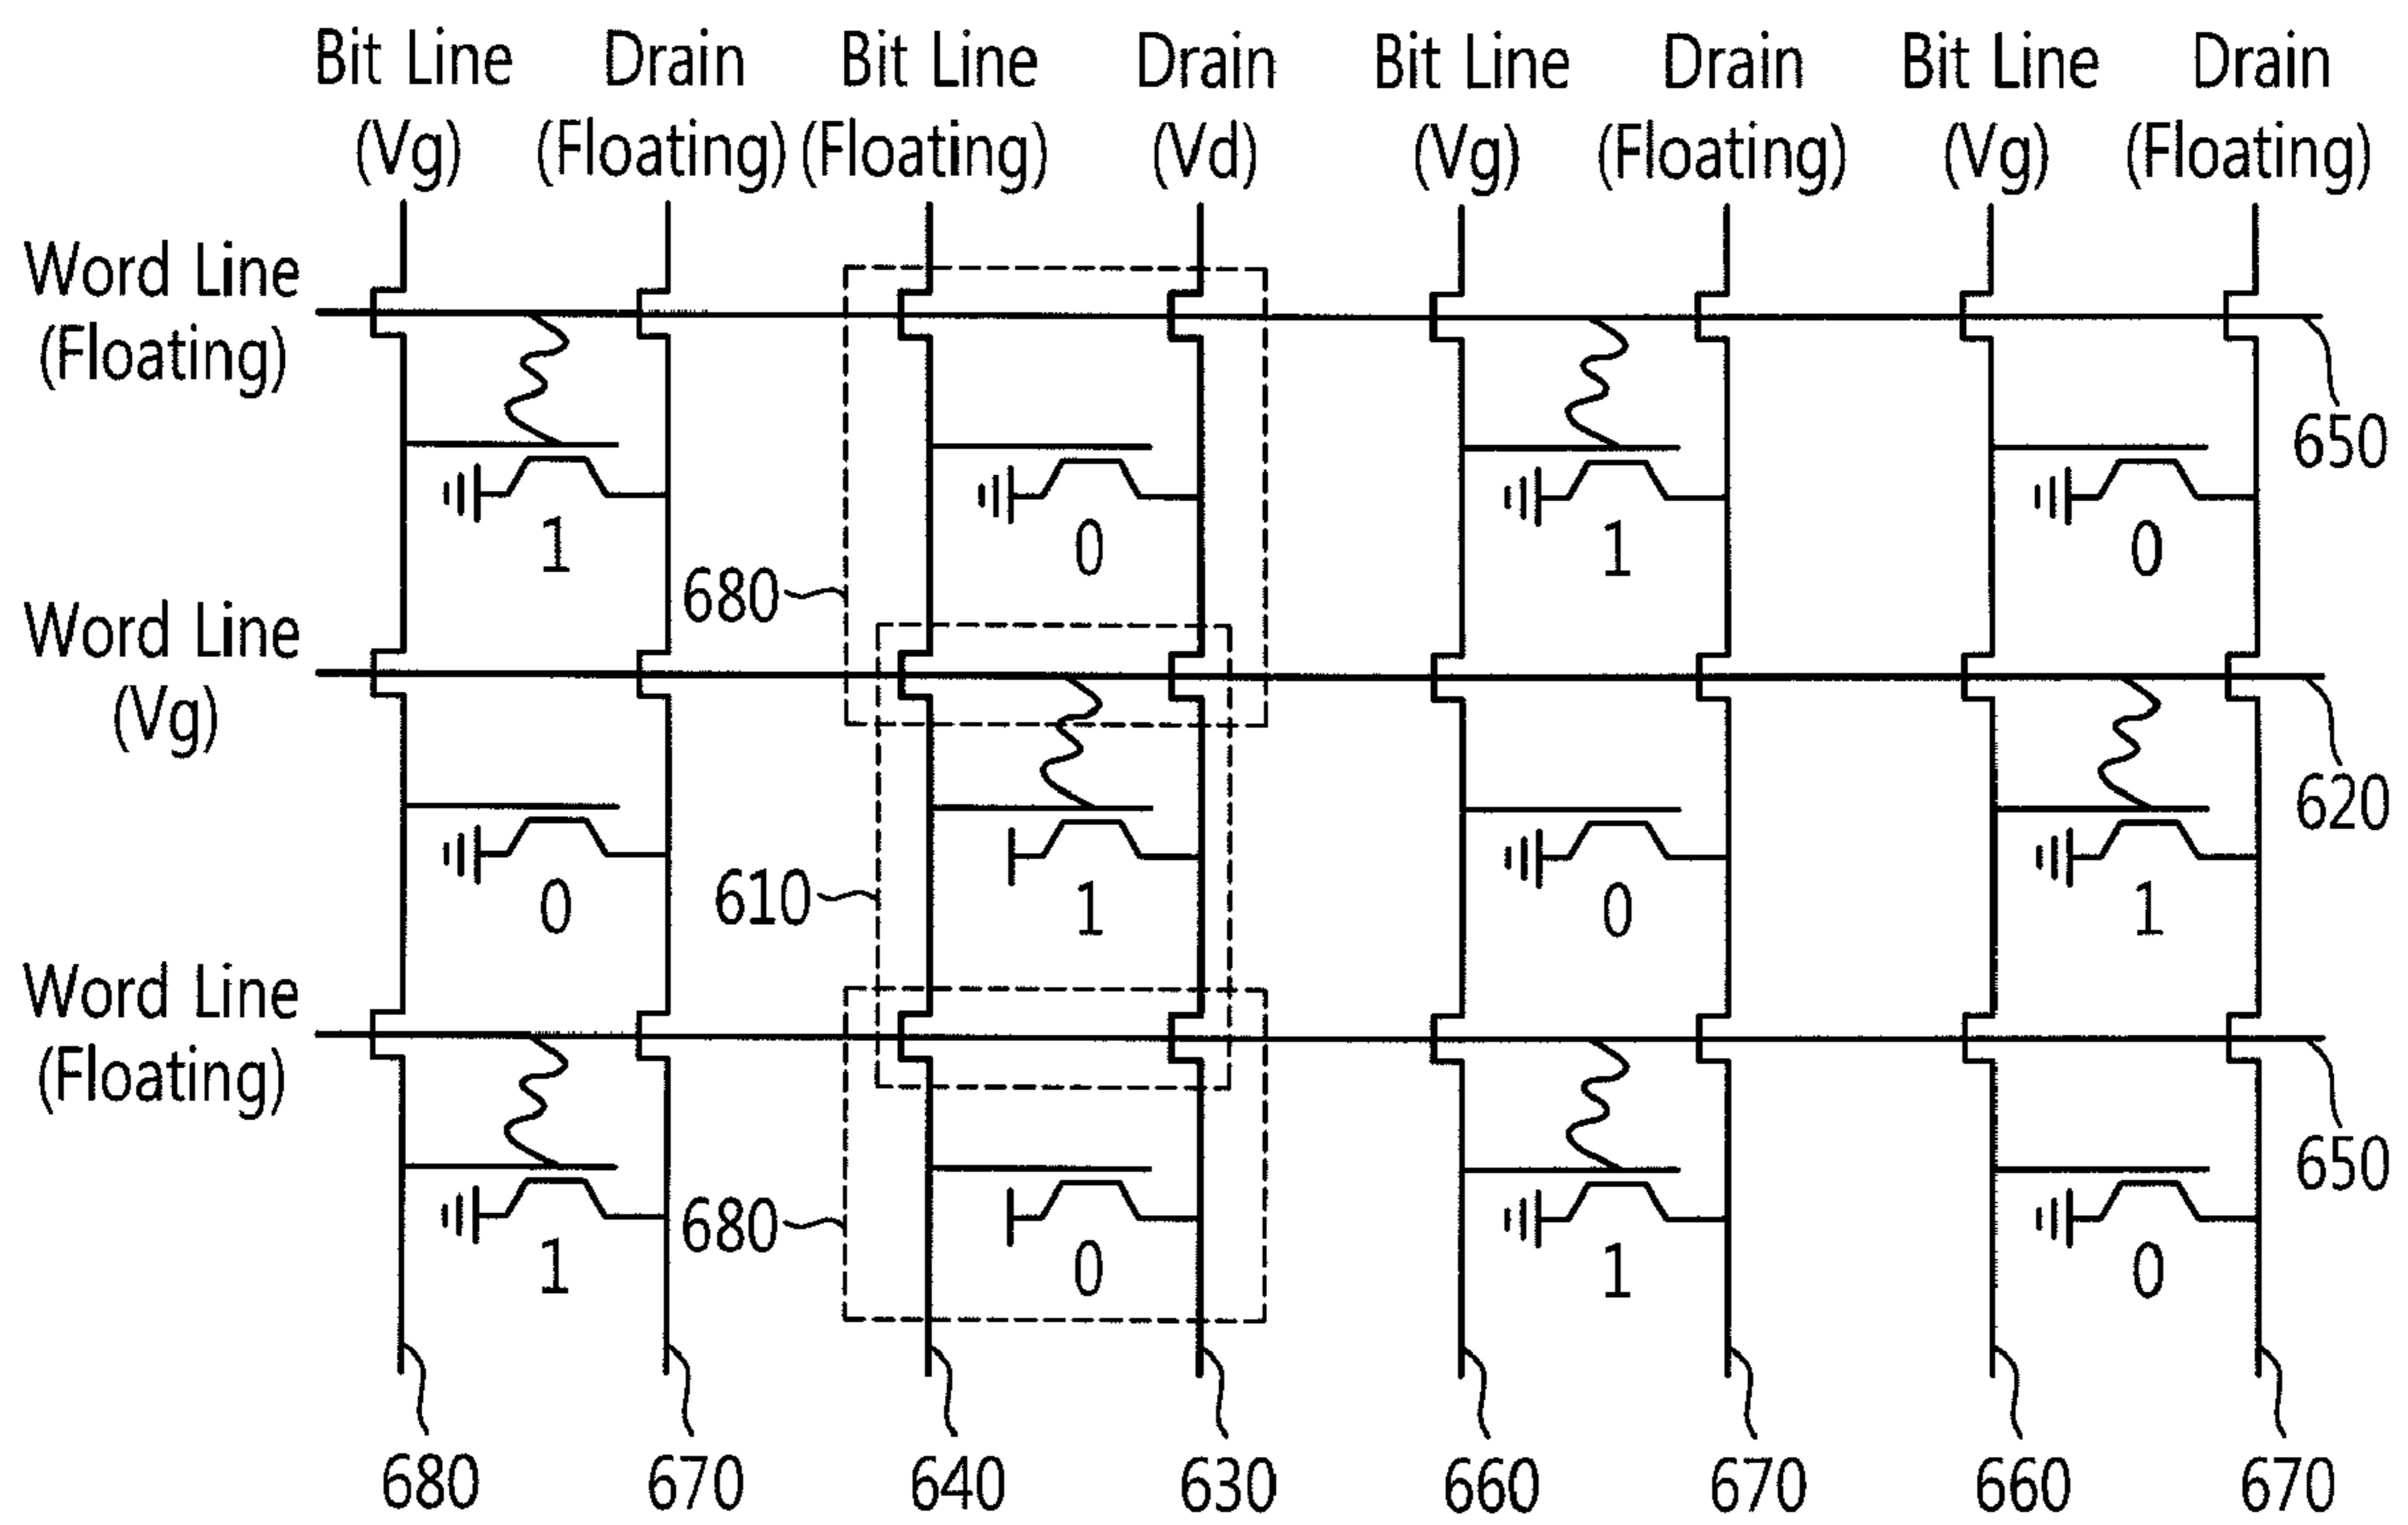 Bit Line Drain Bit Line Drain Bit Line Drain Bit Line Drain
(Vg) (Floating) (Floating) (Vd) (Vg) (Floating) (Vg) (Floating)
Word Line
(Floating)
650
1 0 1 0
680
Word Line
(Vg)
620
610
0 1 0 1
Word Line
(Floating)
650
680
1 0 1 0
680 670 640 630 660 670 660 670